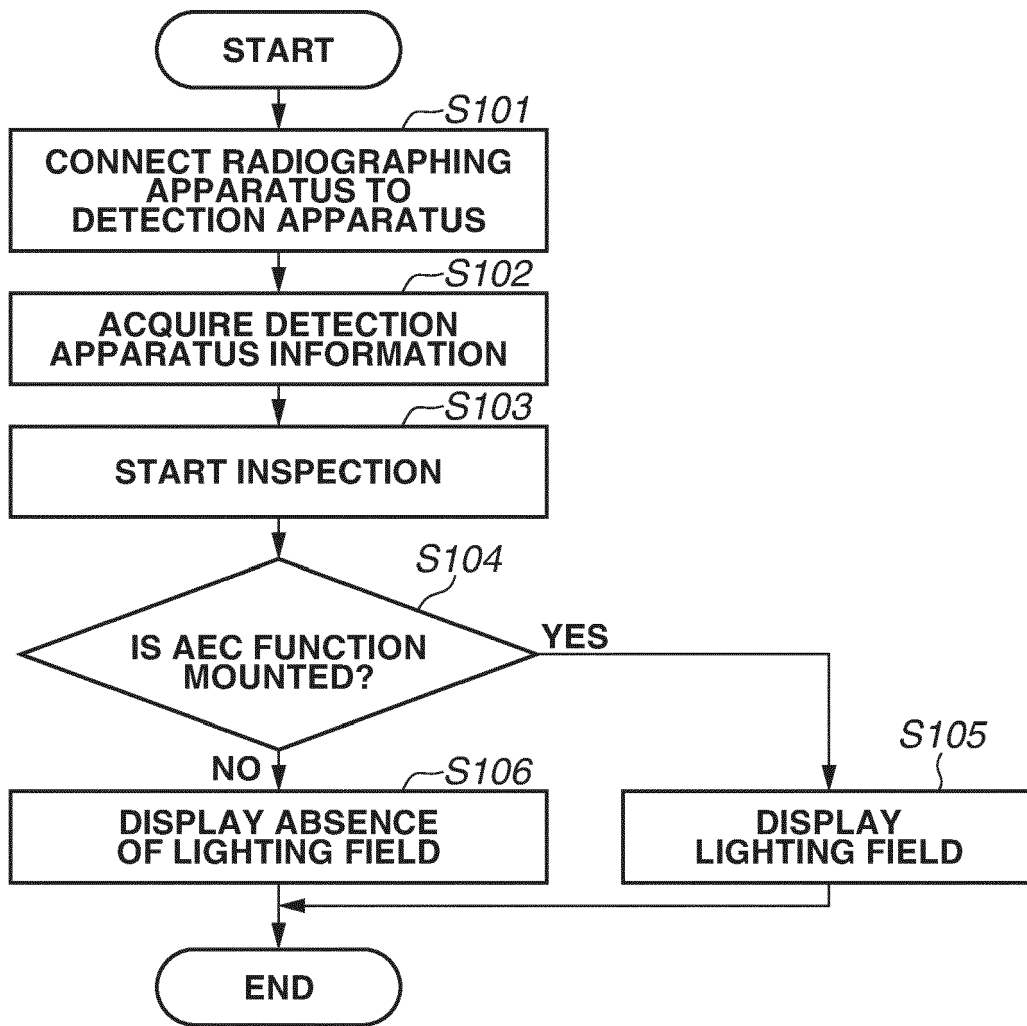 START
S101
CONNECT RADIOGRAPHING
APPARATUS TO
DETECTION APPARATUS
S102
ACQUIRE DETECTION
APPARATUS INFORMATION
S103
START INSPECTION
S104
IS AEC FUNCTION
MOUNTED?
YES
NO
S106
DISPLAY ABSENCE
OF LIGHTING FIELD
S105
DISPLAY
LIGHTING FIELD
END